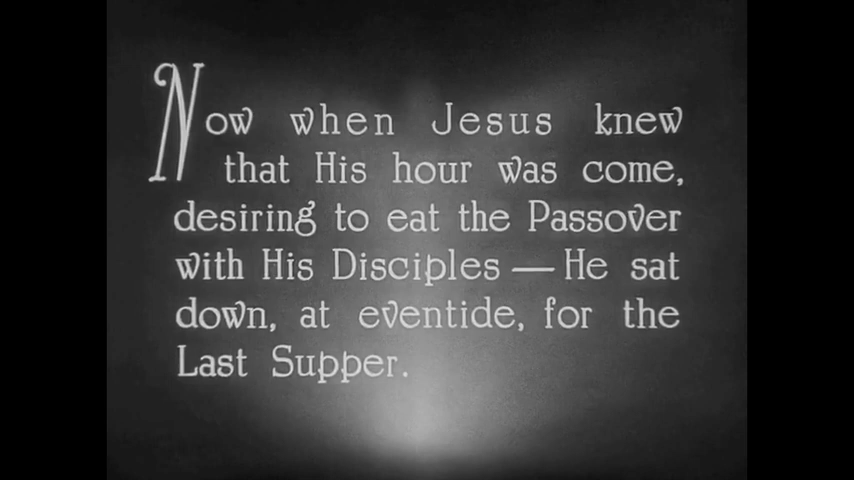 Now when Jesus knew
that His hour was come,
desiring to eat the Passover
with His Disciples — He sat
down, at eventide, for the
Last Supper.